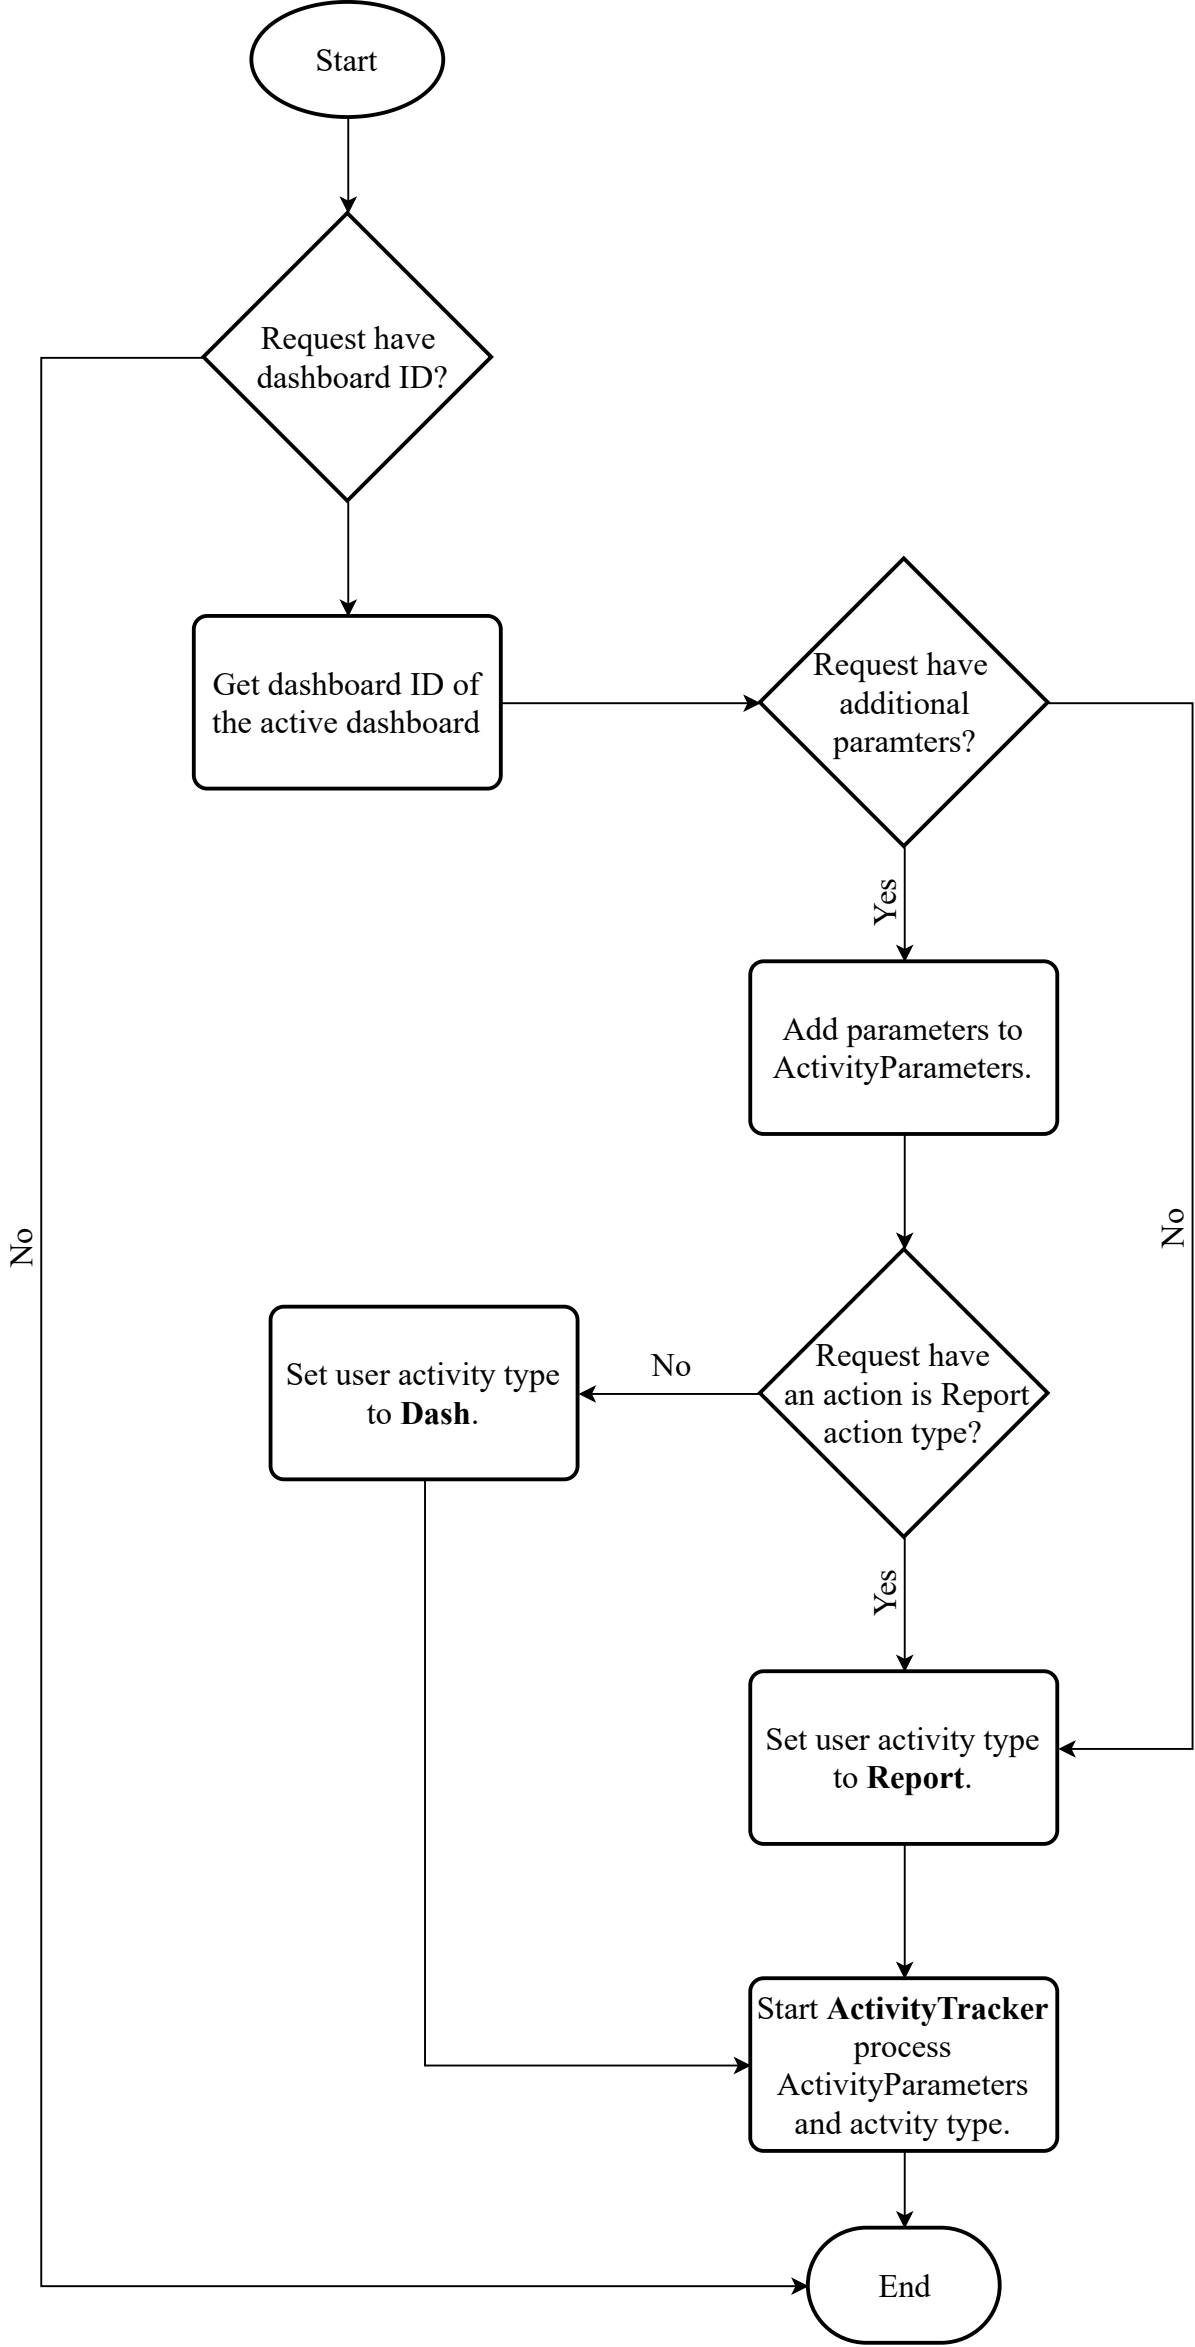 Start
Request have
dashboard ID?
Get dashboard ID of
the active dashboard
Request have
additional
paramters?
Yes
Add parameters to
ActivityParameters.
No
No
Request have
an action is Report
action type?
No
Set user activity type
to Dash.
Yes
Set user activity type
to Report.
Start ActivityTracker
process
ActivityParameters
and actvity type.
End